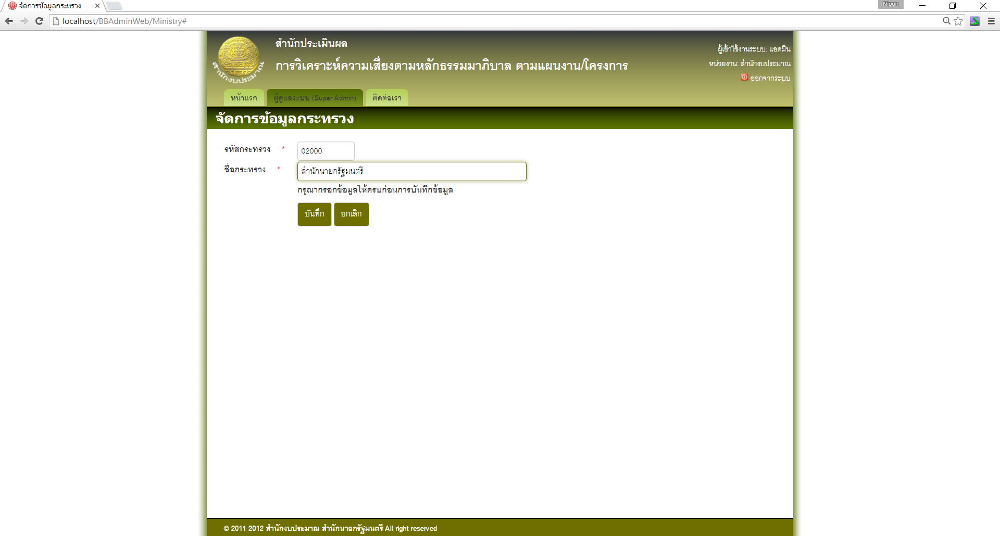 จัดการข้อมูลกระทรวง
Nipon
localhost/BBAdminWeb/Ministry#
สำนักงบประมาณ
สำนักประเมินผล
การวิเคราะห์ความเสี่ยงตามหลักธรรมมาภิบาล ตามแผนงาน/โครงการ
ผู้เข้าใช้งานระบบ: แอดมิน
หน่วยงาน: สำนักงบประมาณ
ออกจากระบบ
หน้าแรก ผู้ดูแลระบบ (Super Admin) ติดต่อเรา
จัดการข้อมูลกระทรวง
รหัสกระทรวง * 02000
ชื่อกระทรวง * สำนักนายกรัฐมนตรี
กรุณากรอกข้อมูลให้ครบก่อนการบันทึกข้อมูล
บันทึก ยกเลิก
© 2011-2012 สำนักงบประมาณ สำนักนายกรัฐมนตรี All right reserved